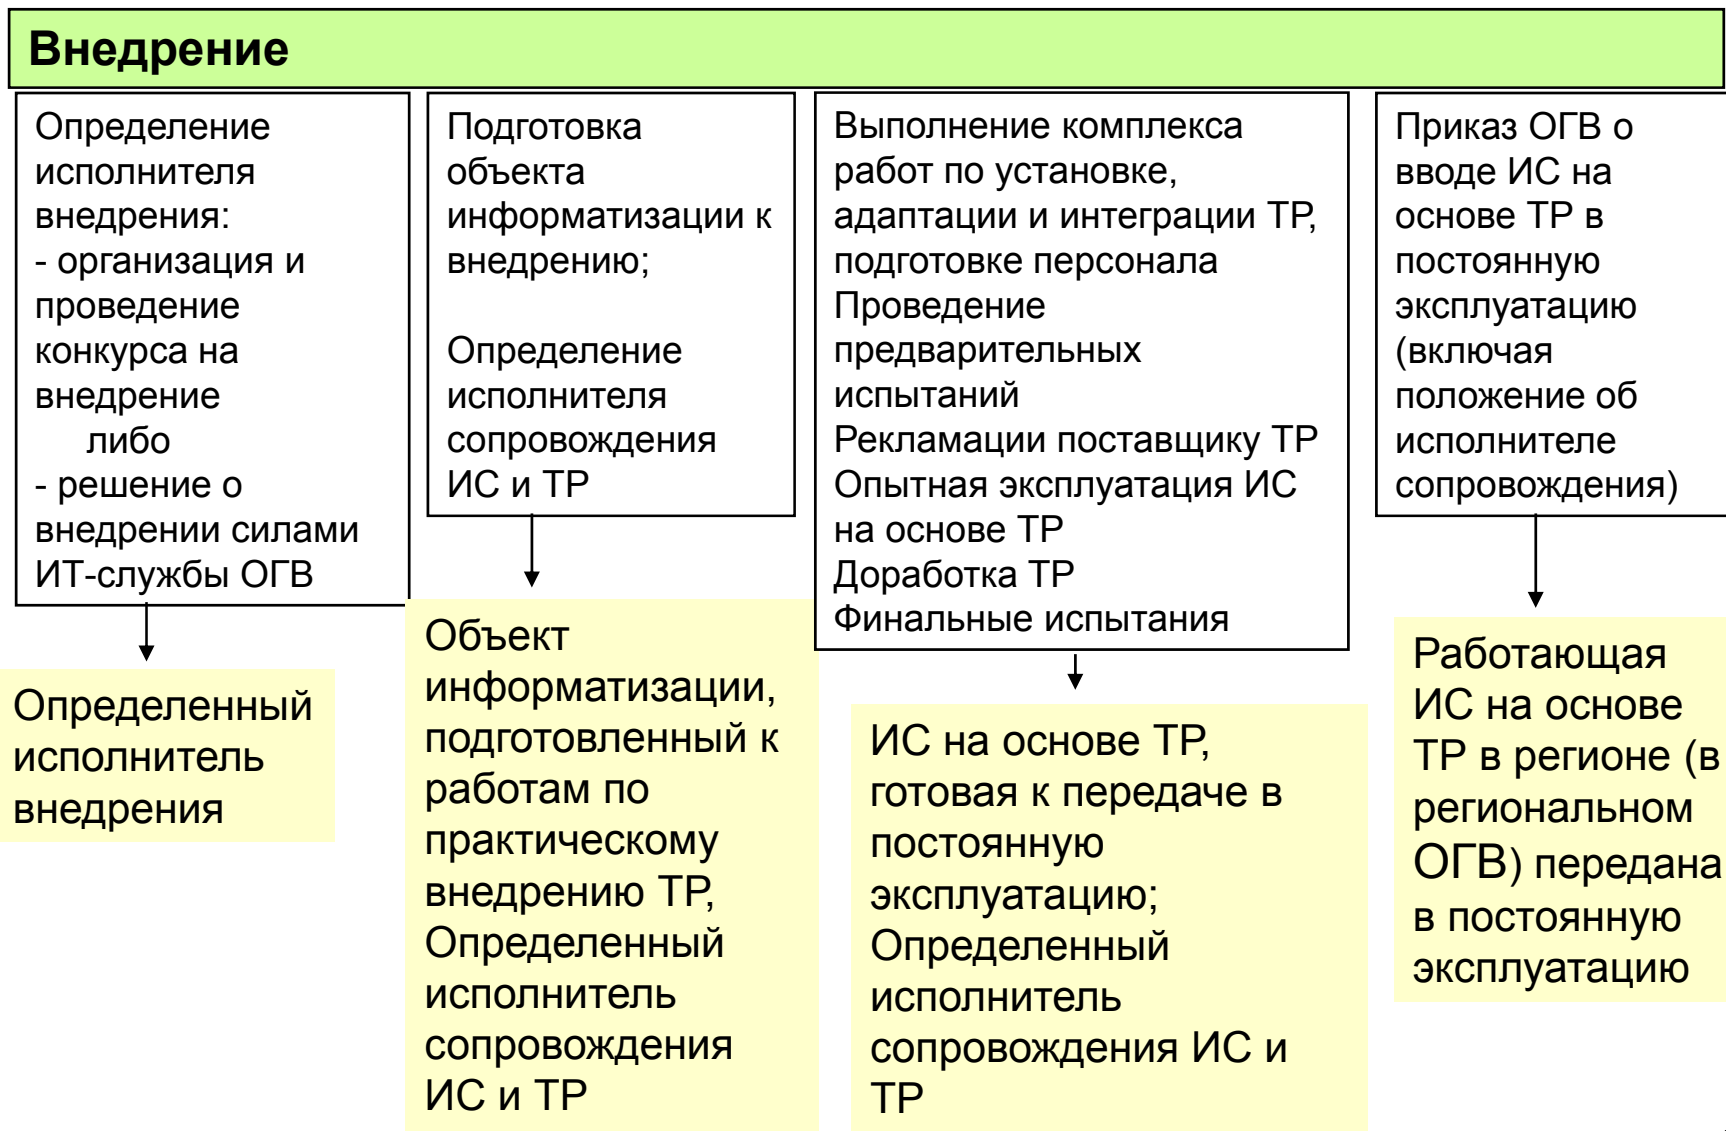 Внедрение
Определение
исполнителя
внедрения:
- организация и
проведение
конкурса на
внедрение
либо
- решение о
внедрении силами
ИТ-службы ОГВ
Подготовка
объекта
информатизации к
внедрению;
Определение
исполнителя
сопровождения
ИС и ТР
Выполнение комплекса
работ по установке,
адаптации и интеграции ТР,
подготовке персонала
Проведение
предварительных
испытаний
Рекламации поставщику ТР
Опытная эксплуатация ИС
на основе ТР
Доработка ТР
Финальные испытания
Приказ ОГВ о
вводе ИС на
основе ТР в
постоянную
эксплуатацию
(включая
положение об
исполнителе
сопровождения)
Определенный
исполнитель
внедрения
Объект
информатизации,
подготовленный к
работам по
практическому
внедрению ТР,
Определенный
исполнитель
сопровождения
ИС и ТР
ИС на основе ТР,
готовая к передаче в
постоянную
эксплуатацию;
Определенный
исполнитель
сопровождения ИС и
ТР
Работающая
ИС на основе
ТР в регионе (в
региональном
ОГВ) передана
в постоянную
эксплуатацию